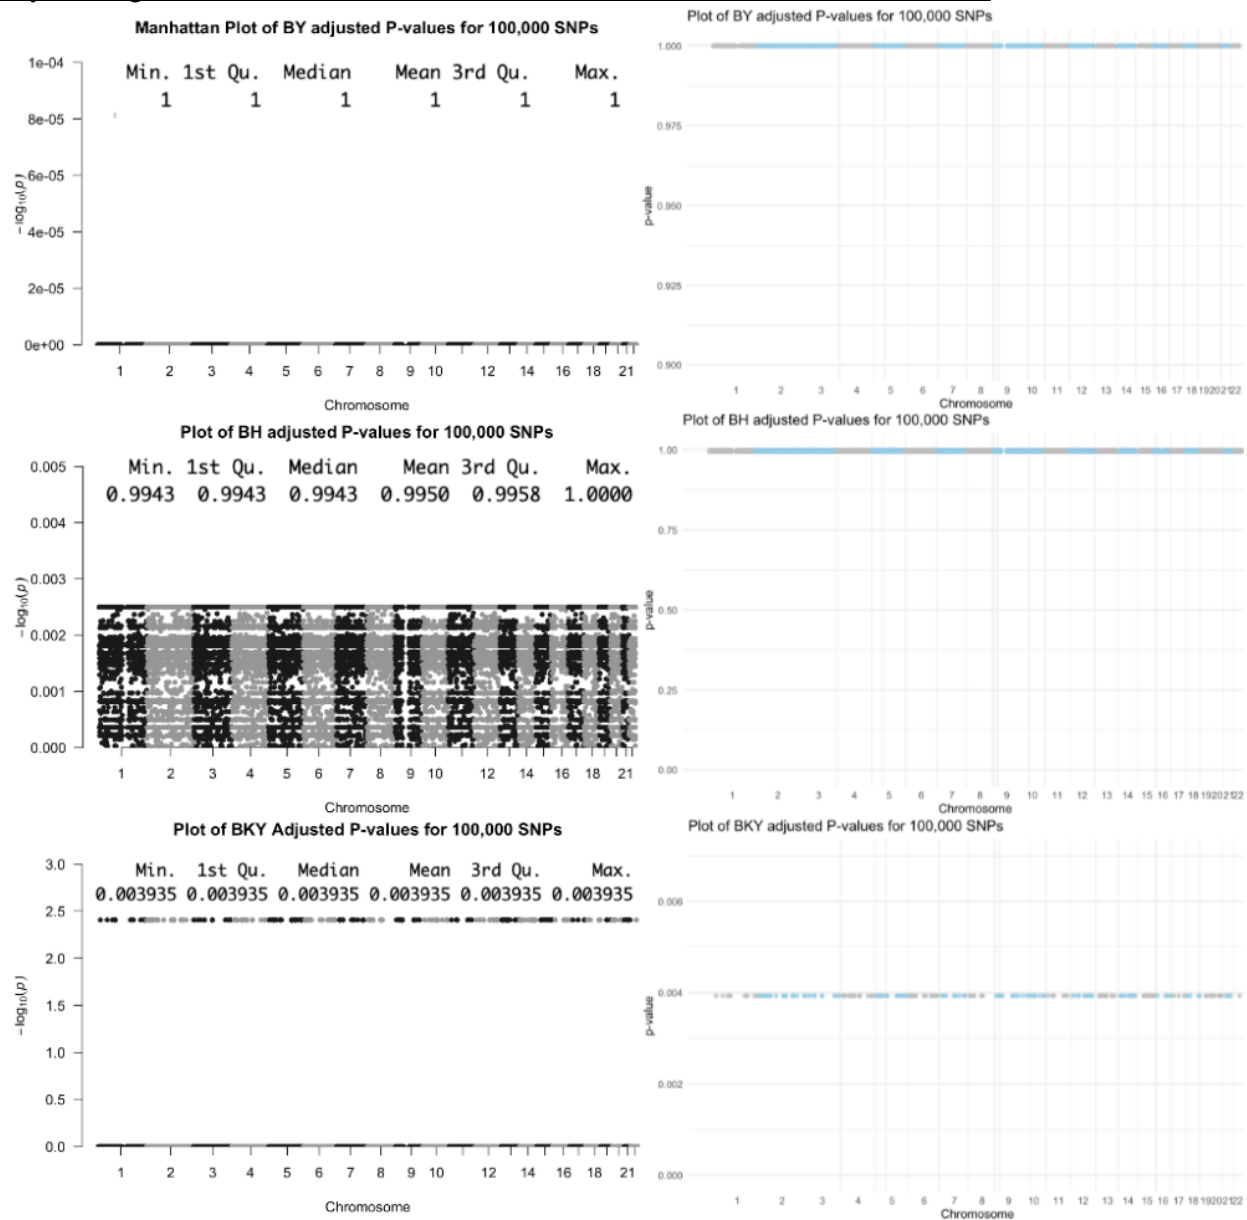 Manhattan Plot of BY adjusted P-values for 100,000 SNPs
Min. 1st Qu. Median Mean 3rd Qu. Max.
1 1 1 1 1 1
1e-04
8e-05
6e-05
4e-05
2e-05
0e+00
−log10(p)
1 2 3 4 5 6 7 8 9 10 12 14 16 18 21
Chromosome
Plot of BY adjusted P-values for 100,000 SNPs
1.000
0.975
0.950
0.925
0.900
p-value
1 2 3 4 5 6 7 8 9 10 11 12 13 14 15 16 17 18 19 20 21 22
Chromosome
Plot of BH adjusted P-values for 100,000 SNPs
Min. 1st Qu. Median Mean 3rd Qu. Max.
0.9943 0.9943 0.9943 0.9950 0.9958 1.0000
0.005
0.004
0.003
0.002
0.001
0.000
−log10(p)
1 2 3 4 5 6 7 8 9 10 12 14 16 18 21
Chromosome
Plot of BH adjusted P-values for 100,000 SNPs
1.00
0.75
0.50
0.25
0.00
p-value
1 2 3 4 5 6 7 8 9 10 11 12 13 14 15 16 17 18 19 20 21 22
Chromosome
Plot of BKY Adjusted P-values for 100,000 SNPs
Min. 1st Qu. Median Mean 3rd Qu. Max.
0.003935 0.003935 0.003935 0.003935 0.003935 0.003935
3.0
2.5
2.0
1.5
1.0
0.5
0.0
−log10(p)
1 2 3 4 5 6 7 8 9 10 12 14 16 18 21
Chromosome
Plot of BKY adjusted P-values for 100,000 SNPs
0.006
0.004
0.002
0.000
p-value
1 2 3 4 5 6 7 8 9 10 11 12 13 14 15 16 17 18 19 20 21 22
Chromosome